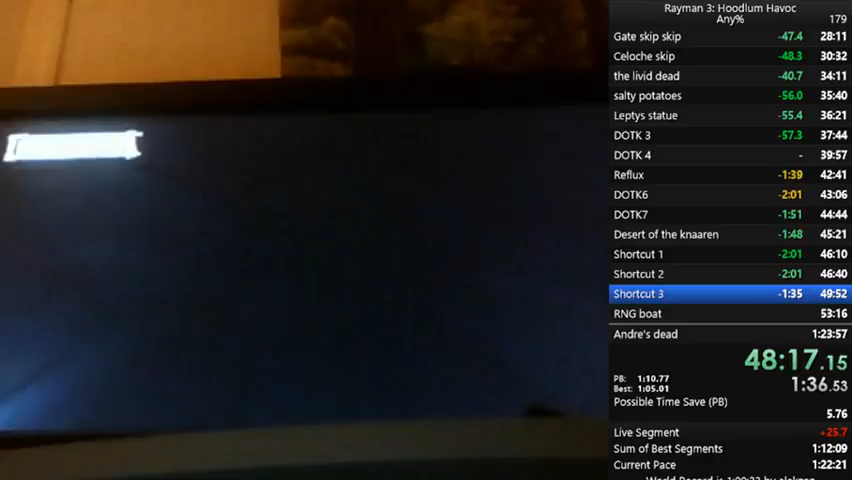 Rayman 3: Hoodlum Havoc
Any% 179
Gate skip skip -47.4 28:11
Celoche skip -48.3 30:32
the livid dead -40.7 34:11
salty potatoes -56.0 35:40
Leptys statue -55.4 36:21
DOTK 3 -57.3 37:44
DOTK 4 - 39:57
Reflux -1:39 42:41
DOTK6 -2:01 43:06
DOTK7 -1:51 44:44
Desert of the knaaren -1:48 45:21
Shortcut 1 -2:01 46:10
Shortcut 2 -2:01 46:40
Shortcut 3 -1:35 49:52
RNG boat 53:16
Andre's dead 1:23:57
48:17.15
PB: 1:10.77
Best: 1:05.01
1:36.53
Possible Time Save (PB)
5.76
Live Segment +25.7
Sum of Best Segments 1:12:09
Current Pace 1:22:21
World Record is